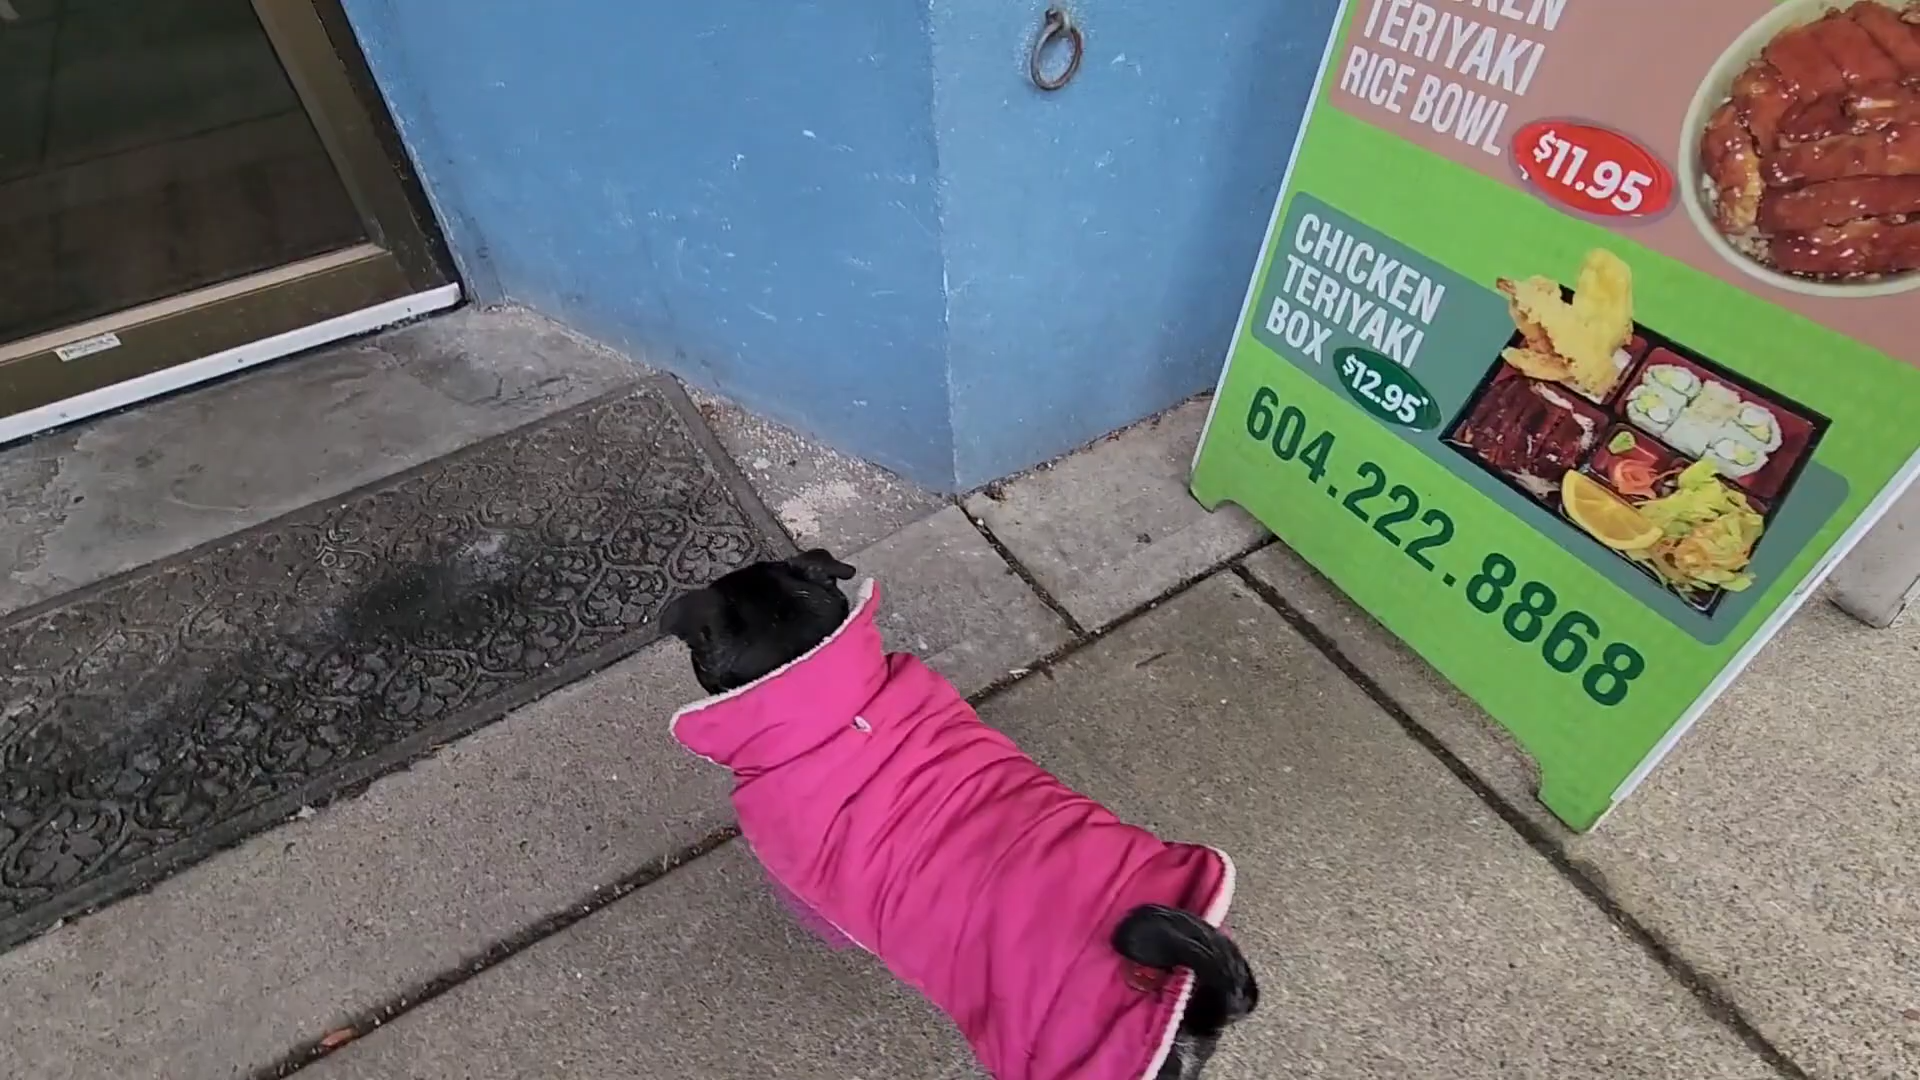 TERIYAKI
RICE BOWL
$11.95
CHICKEN
TERIYAKI
BOX
$12.95
604.222.8868